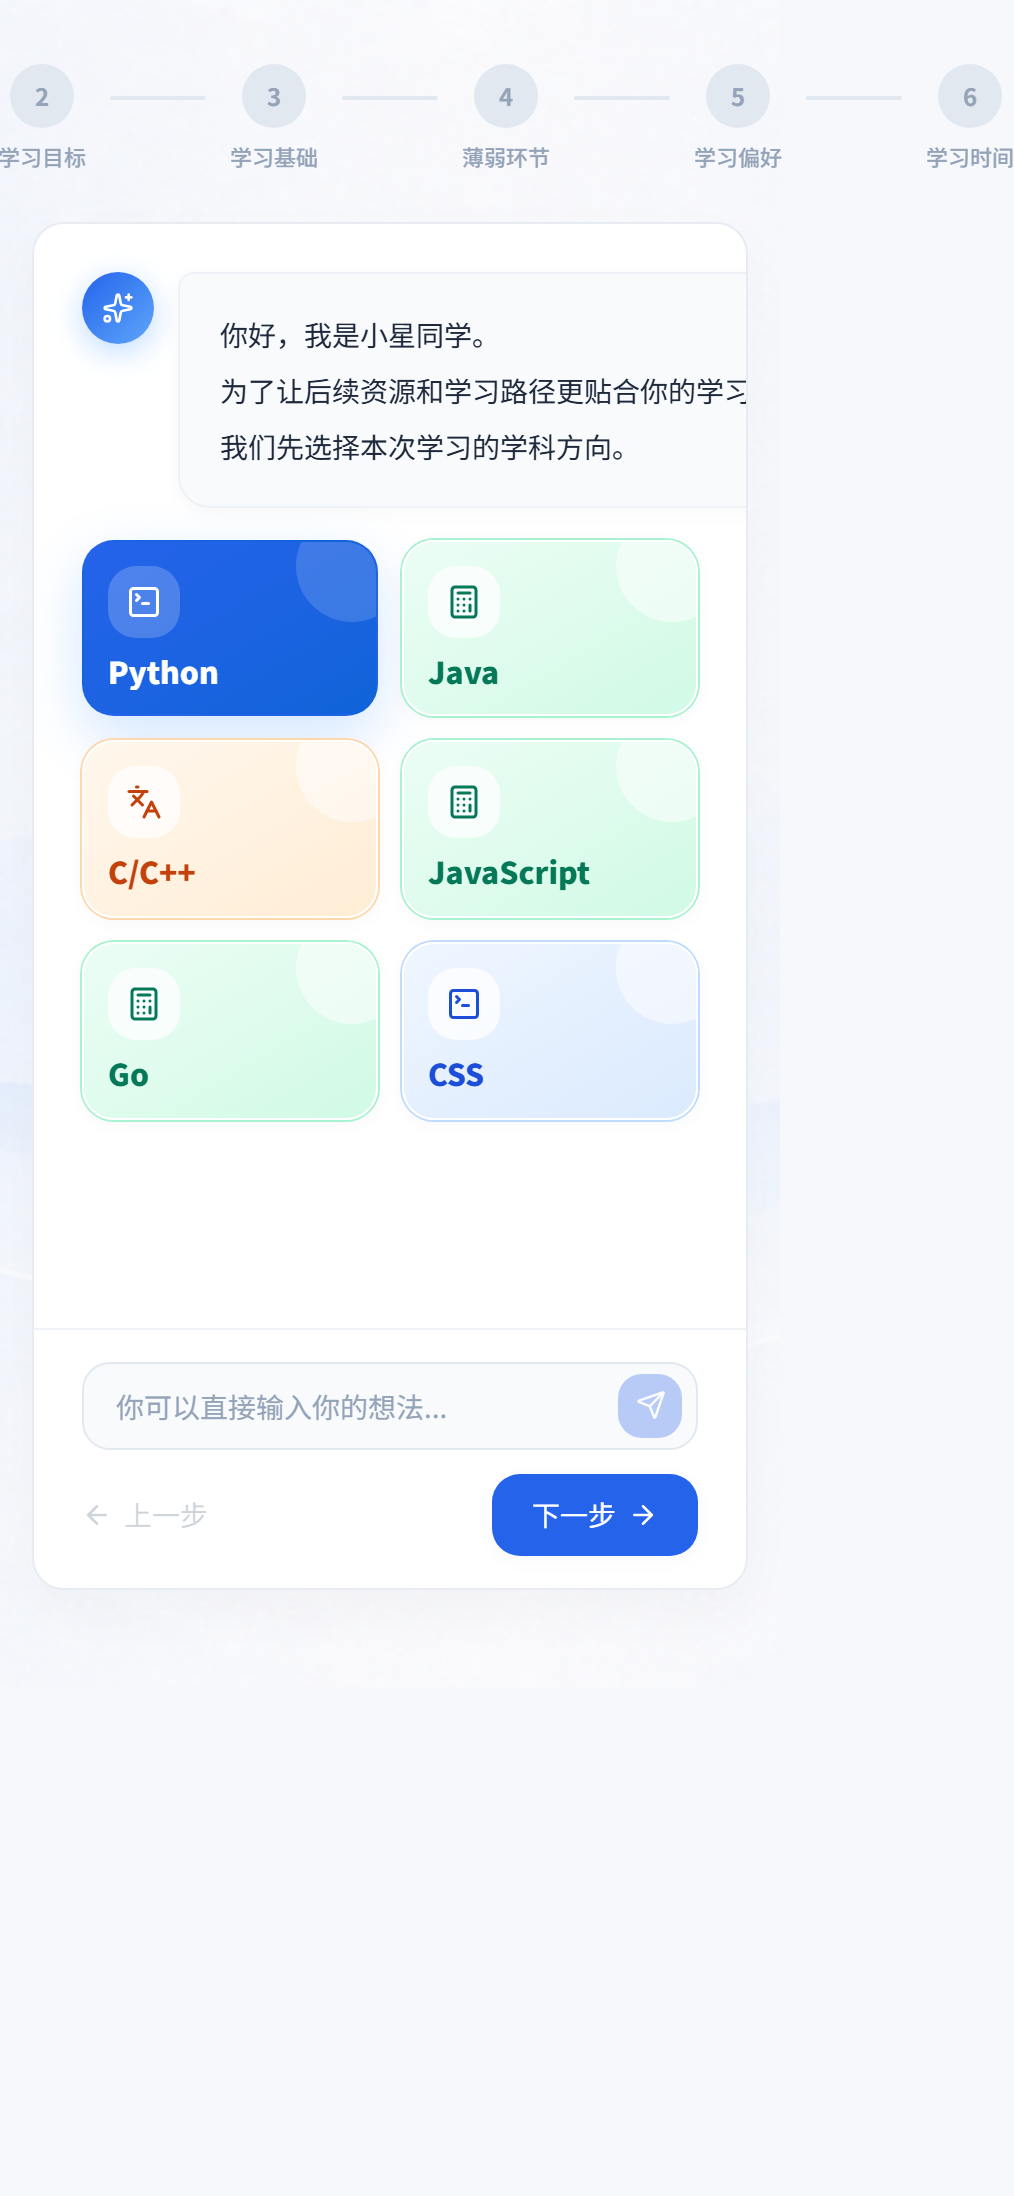 2
3
4
5
6
学习目标
学习基础
薄弱环节
学习偏好
学习时间
你好，我是小星同学。
为了让后续资源和学习路径更贴合你的学习
我们先选择本次学习的学科方向。
Python
Java
C/C++
JavaScript
Go
CSS
你可以直接输入你的想法...
上一步
下一步